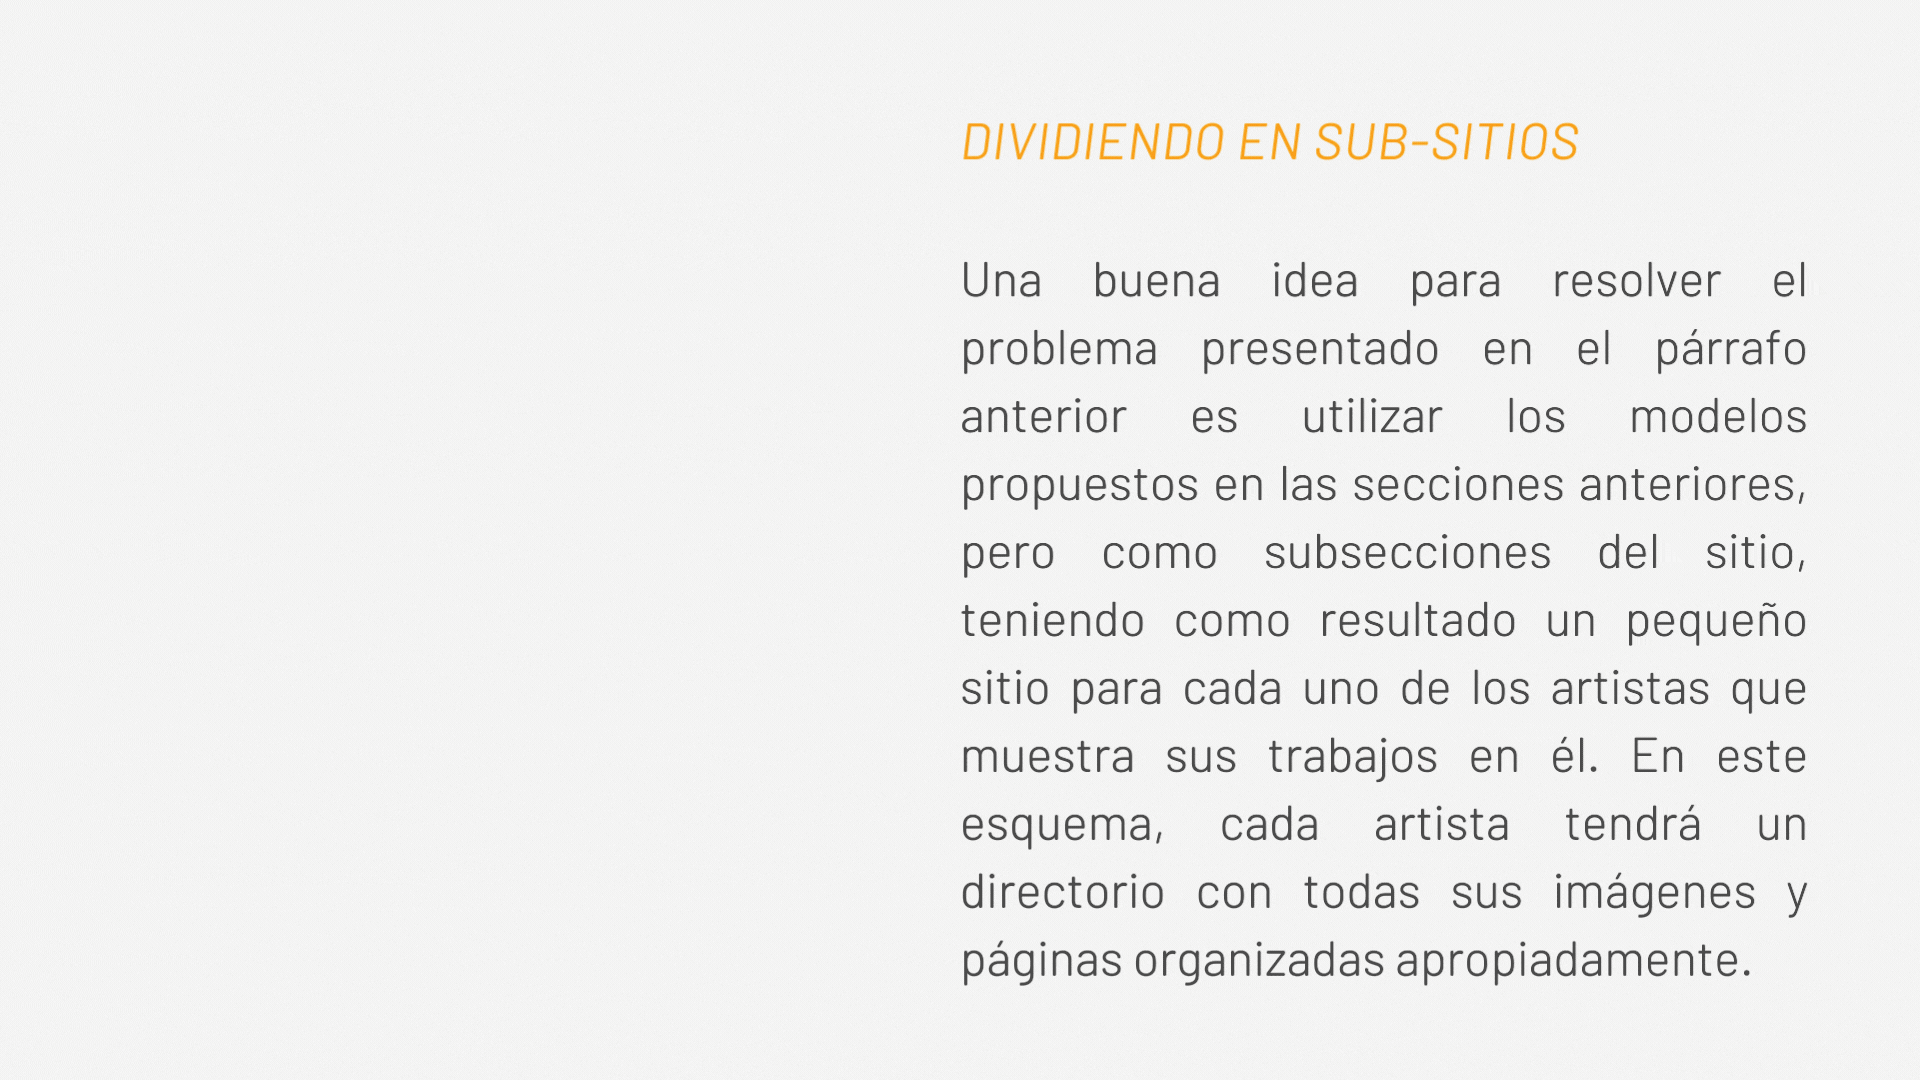 DIVIDIENDO EN SUB-SITIOS
Una buena idea para resolver el
problema presentado en el párrafo
anterior es utilizar los modelos
propuestos en las secciones anteriores,
pero como subsecciones del sitio,
teniendo como resultado un pequeño
sitio para cada uno de los artistas que
muestra sus trabajos en él. En este
esquema, cada artista tendrá un
directorio con todas sus imágenes y
páginas organizadas apropiadamente.